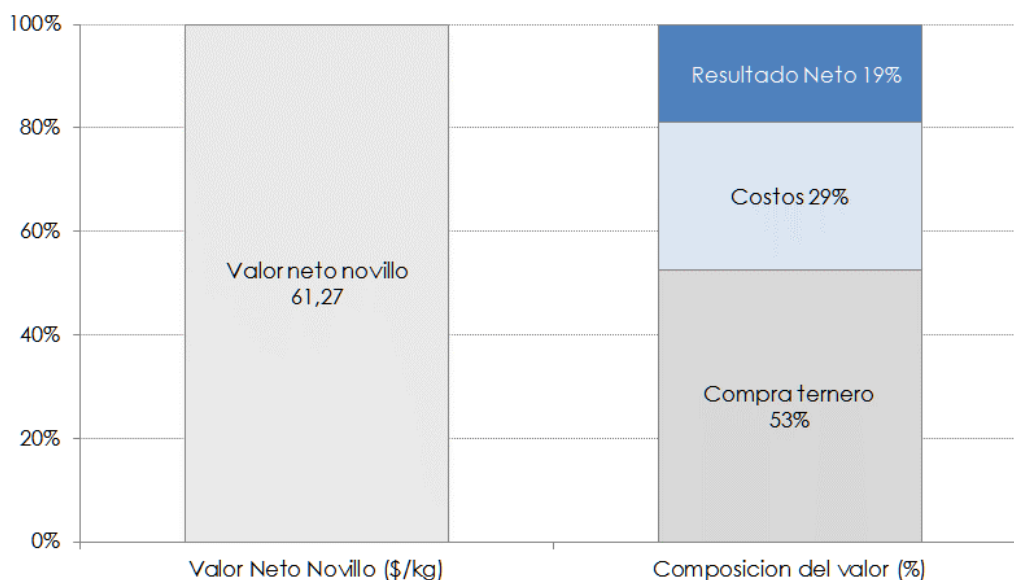 100%
80%
60%
40%
20%
0%
Valor neto novillo
61,27
Resultado Neto 19%
Costos 29%
Compra ternero
53%
Valor Neto Novillo ($/kg)
Composicion del valor (%)